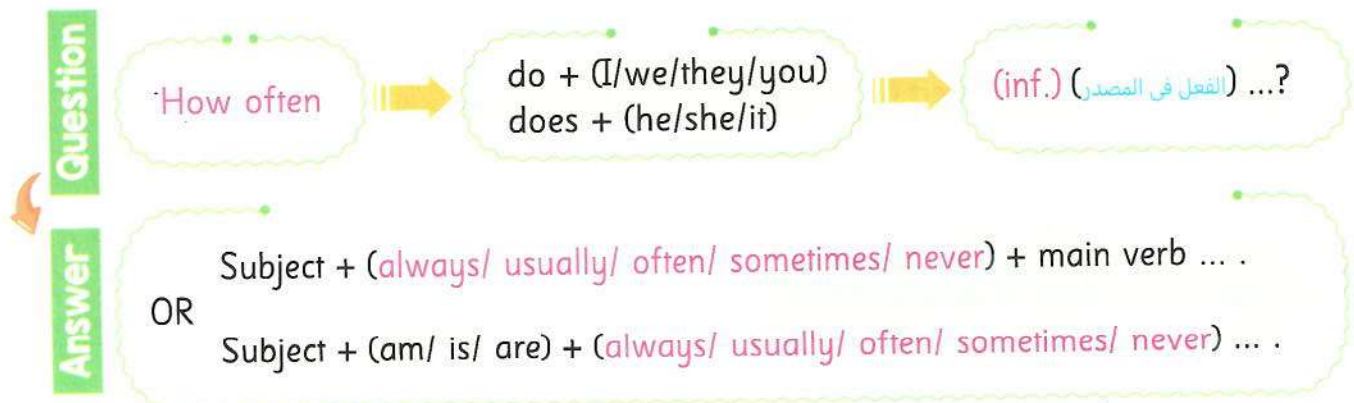 Question
How often
do + (I/we/they/you)
does + (he/she/it)
(inf.) (الفعل فى المصدر) ...?
Answer
Subject + (always/ usually/ often/ sometimes/ never) + main verb ... .
OR
Subject + (am/ is/ are) + (always/ usually/ often/ sometimes/ never) ... .